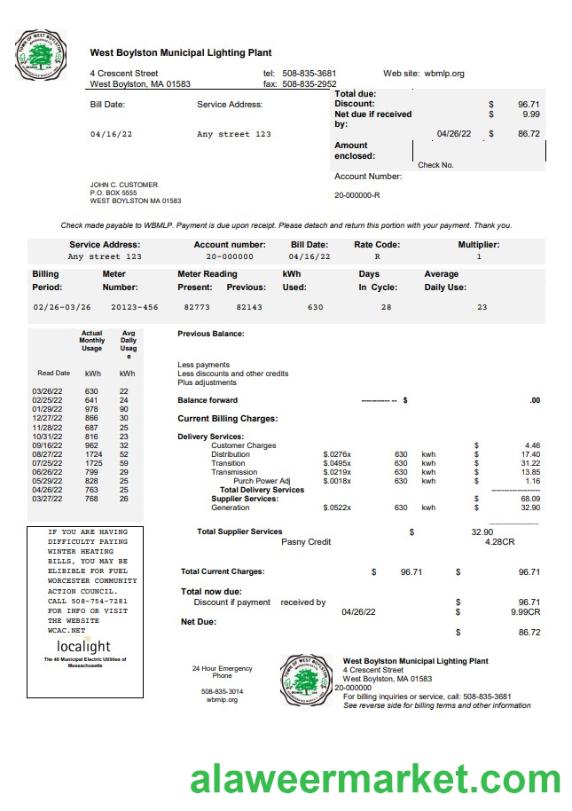 West Boylston Municipal Lighting Plant
4 Crescent Street tel: 508-835-3681 Web site: wbmlp.org
West Boylston, MA 01583 fax: 508-835-2952
Bill Date: Service Address:
Total due:
Discount: $ 96.71
Net due if received $ 9.99
by:
04/16/22 Any street 123 04/26/22 $ 86.72
Amount
enclosed:
Check No.
Account Number:
JOHN C. CUSTOMER
P.O. BOX 5555
WEST BOYLSTON MA 01583
20-000000-R
Check made payable to WBMLP. Payment is due upon receipt. Please detach and return this portion with your payment. Thank you.
Service Address: Account number: Bill Date: Rate Code: Multiplier:
Any street 123 20-000000 04/16/22 R 1
Billing Meter Meter Reading kWh Days Average
Period: Number: Present: Previous: Used: In Cycle: Daily Use:
02/26-03/26 20123-456 82773 82143 630 28 23
Actual Avg
Monthly Daily
Usage Usag
e
Read Date kWh kWh
03/26/22 630 22
02/25/22 641 24
01/29/22 978 90
12/27/22 866 30
11/28/22 687 25
10/31/22 816 23
09/16/22 962 32
08/27/22 1724 52
07/25/22 1725 59
06/26/22 799 29
05/29/22 828 25
04/26/22 763 25
03/27/22 768 26
Previous Balance:
Less payments
Less discounts and other credits
Plus adjustments
Balance forward ----------- -- $ .00
Current Billing Charges:
Delivery Services:
Customer Charges $ 4.46
Distribution $.0276x 630 kwh $ 17.40
Transition $.0495x 630 kwh $ 31.22
Transmission $.0219x 630 kwh $ 13.85
Purch Power Adj $.0018x 630 kwh $ 1.16
Total Delivery Services --------------------
Supplier Services: $ 68.09
Generation $.0522x 630 kwh $ 32.90
--------------------
Total Supplier Services $ 32.90
Pasny Credit 4.28CR
Total Current Charges: $ 96.71 $ 96.71
Total now due: $ 96.71
Discount if payment received by
04/26/22 $ 9.99CR
Net Due:
$ 86.72
IF YOU ARE HAVING
DIFFICULTY PAYING
WINTER HEATING
BILLS, YOU MAY BE
ELIBIBLE FOR FUEL
WORCESTER COMMUNITY
ACTION COUNCIL.
CALL 508-754-7281
FOR INFO OR VISIT
THE WEBSITE
WCAC.NET
localight
The 40 Municipal Electric Utilities of
Massachusetts
24 Hour Emergency
Phone
508-835-3014
wbmlp.org
West Boylston Municipal Lighting Plant
4 Crescent Street
West Boylston, MA 01583
20-000000
For billing inquiries or service, call: 508-835-3681
See reverse side for billing terms and other information
alaweermarket.com